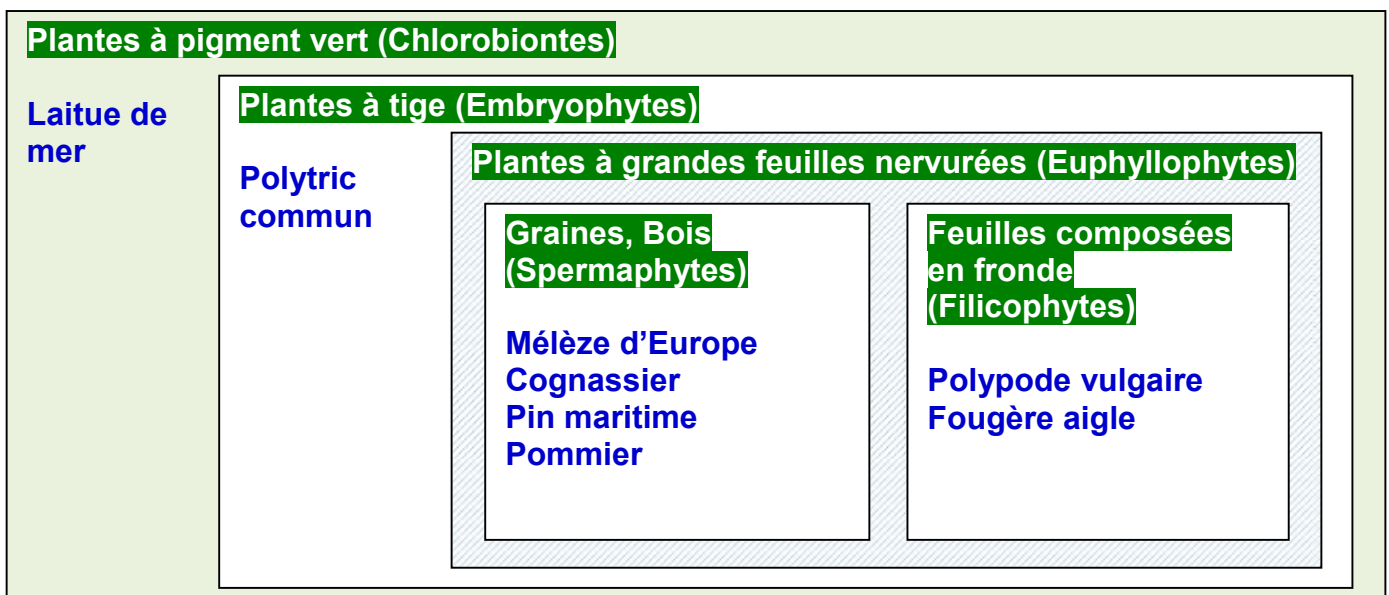 Plantes à pigment vert (Chlorobiontes)
Laitue de
mer
Plantes à tige (Embryophytes)
Polytric
commun
Plantes à grandes feuilles nervurées (Euphyllophytes)
Graines, Bois
(Spermaphytes)
Mélèze d’Europe
Cognassier
Pin maritime
Pommier
Feuilles composées
en fronde
(Filicophytes)
Polypode vulgaire
Fougère aigle